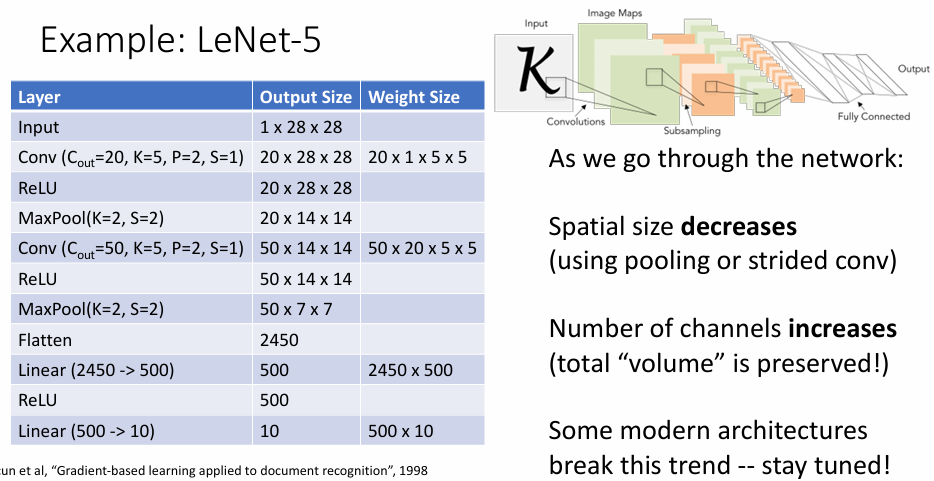 Example: LeNet-5
Input
Image Maps
K
Convolutions
Subsampling
Fully Connected
Output
Layer Output Size Weight Size
Input 1 x 28 x 28
Conv (Cout=20, K=5, P=2, S=1) 20 x 28 x 28 20 x 1 x 5 x 5
ReLU 20 x 28 x 28
MaxPool(K=2, S=2) 20 x 14 x 14
Conv (Cout=50, K=5, P=2, S=1) 50 x 14 x 14 50 x 20 x 5 x 5
ReLU 50 x 14 x 14
MaxPool(K=2, S=2) 50 x 7 x 7
Flatten 2450
Linear (2450 -> 500) 500 2450 x 500
ReLU 500
Linear (500 -> 10) 10 500 x 10
As we go through the network:
Spatial size decreases
(using pooling or strided conv)
Number of channels increases
(total “volume” is preserved!)
Some modern architectures
break this trend -- stay tuned!
cun et al, “Gradient-based learning applied to document recognition”, 1998